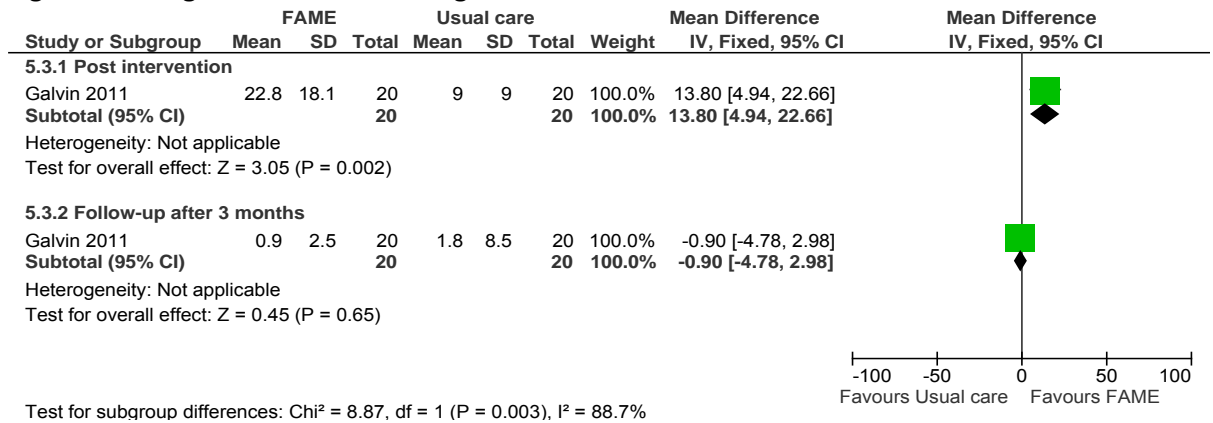 FAME Usual care Mean Difference Mean Difference
Study or Subgroup Mean SD Total Mean SD Total Weight IV, Fixed, 95% CI IV, Fixed, 95% CI
5.3.1 Post intervention
Galvin 2011 22.8 18.1 20 9 9 20 100.0% 13.80 [4.94, 22.66]
Subtotal (95% CI) 20 20 100.0% 13.80 [4.94, 22.66]
Heterogeneity: Not applicable
Test for overall effect: Z = 3.05 (P = 0.002)
5.3.2 Follow-up after 3 months
Galvin 2011 0.9 2.5 20 1.8 8.5 20 100.0% -0.90 [-4.78, 2.98]
Subtotal (95% CI) 20 20 100.0% -0.90 [-4.78, 2.98]
Heterogeneity: Not applicable
Test for overall effect: Z = 0.45 (P = 0.65)
-100 -50 0 50 100
Favours Usual care Favours FAME
Test for subgroup differences: Chi² = 8.87, df = 1 (P = 0.003), I² = 88.7%